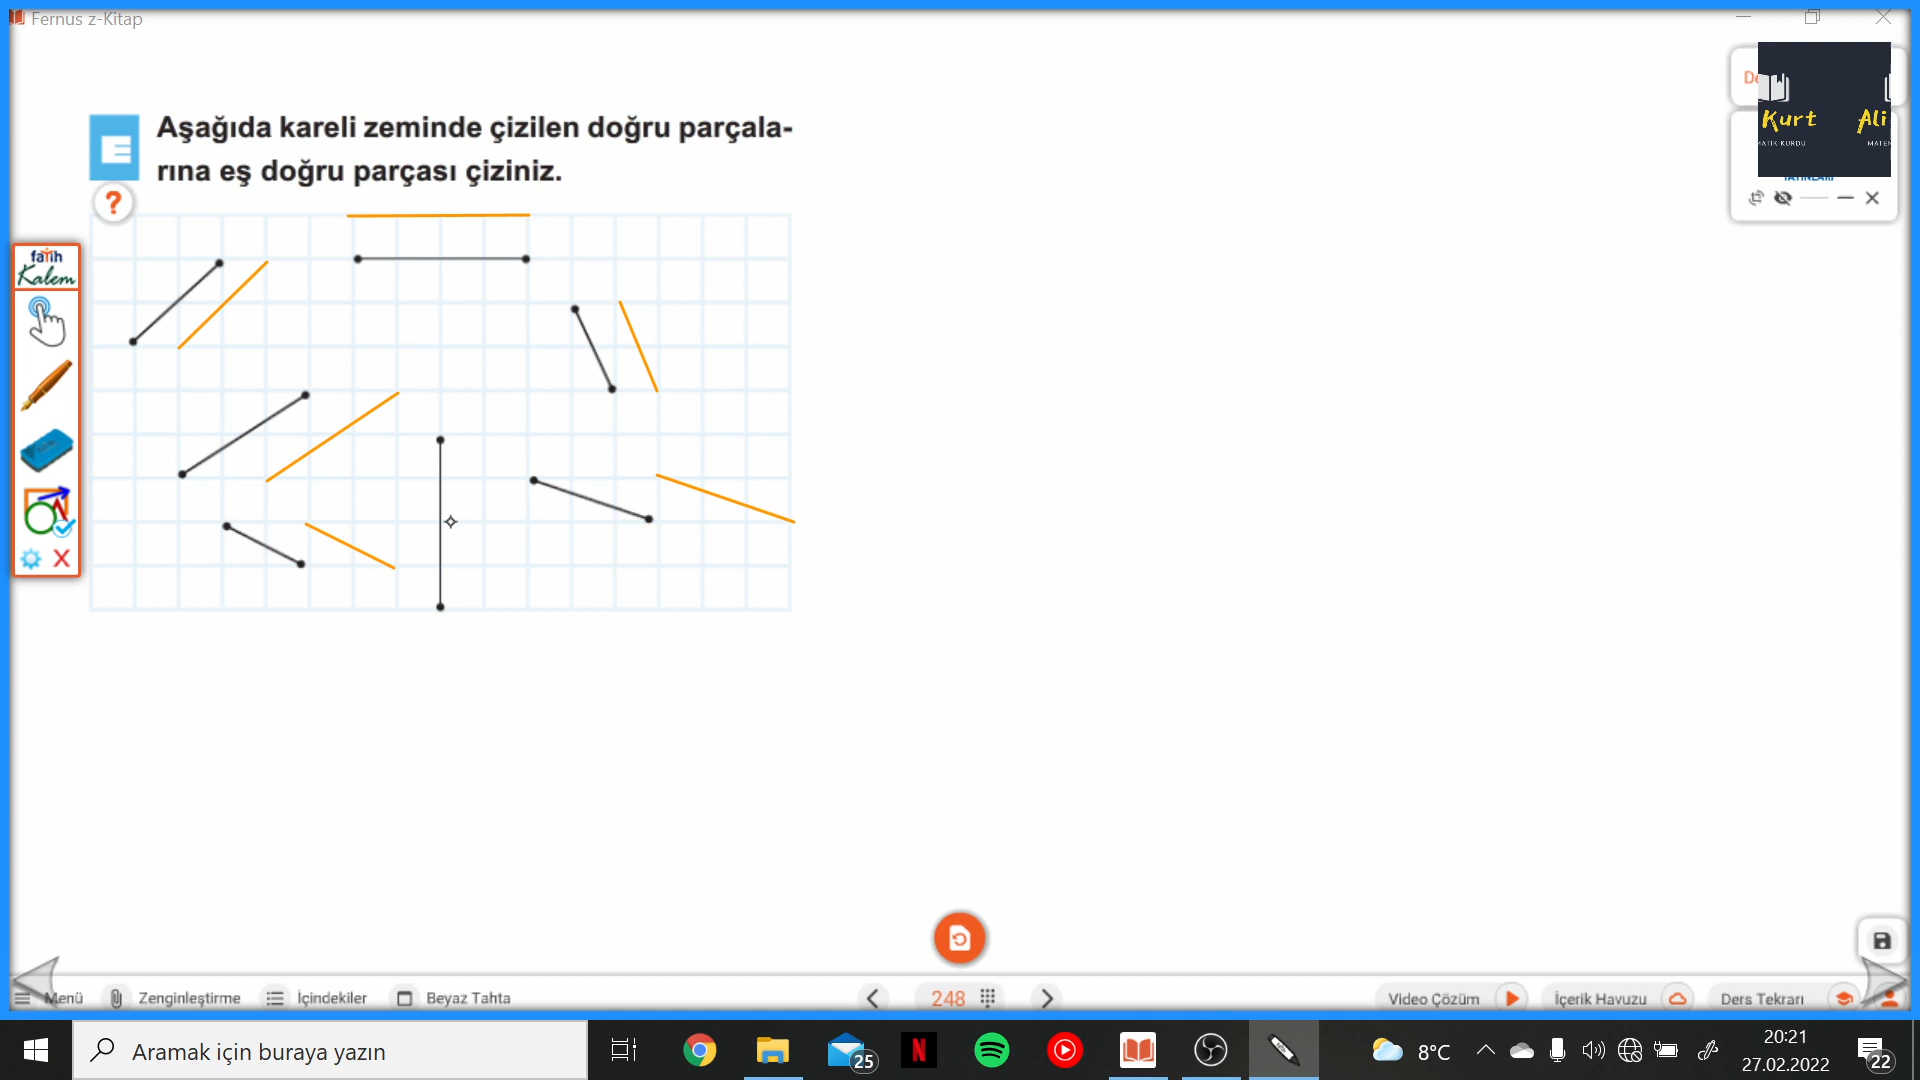 Fernus z-Kitap
E
Aşağıda kareli zeminde çizilen doğru parçala-
rına eş doğru parçası çiziniz.
?
fatih
Kalem
Kurt Ali
MATİK KURDU
Menü Zenginleştirme İçindekiler Beyaz Tahta
248
Video Çözüm İçerik Havuzu Ders Tekrarı
Aramak için buraya yazın
25
N
8°C
20:21
27.02.2022
22